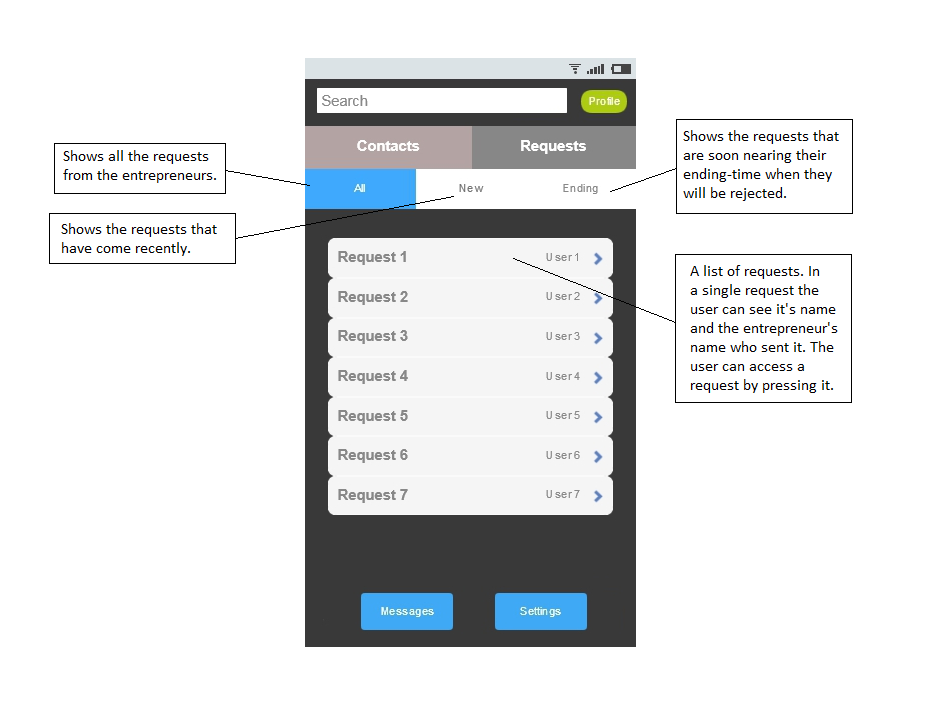 Search
Profile
Contacts
Requests
All
New
Ending
Shows all the requests
from the entrepreneurs.
Shows the requests that
have come recently.
Shows the requests that
are soon nearing their
ending-time when they
will be rejected.
Request 1
User 1
Request 2
User 2
Request 3
User 3
Request 4
User 4
Request 5
User 5
Request 6
User 6
Request 7
User 7
A list of requests. In
a single request the
user can see it's name
and the entrepreneur's
name who sent it. The
user can access a
request by pressing it.
Messages
Settings